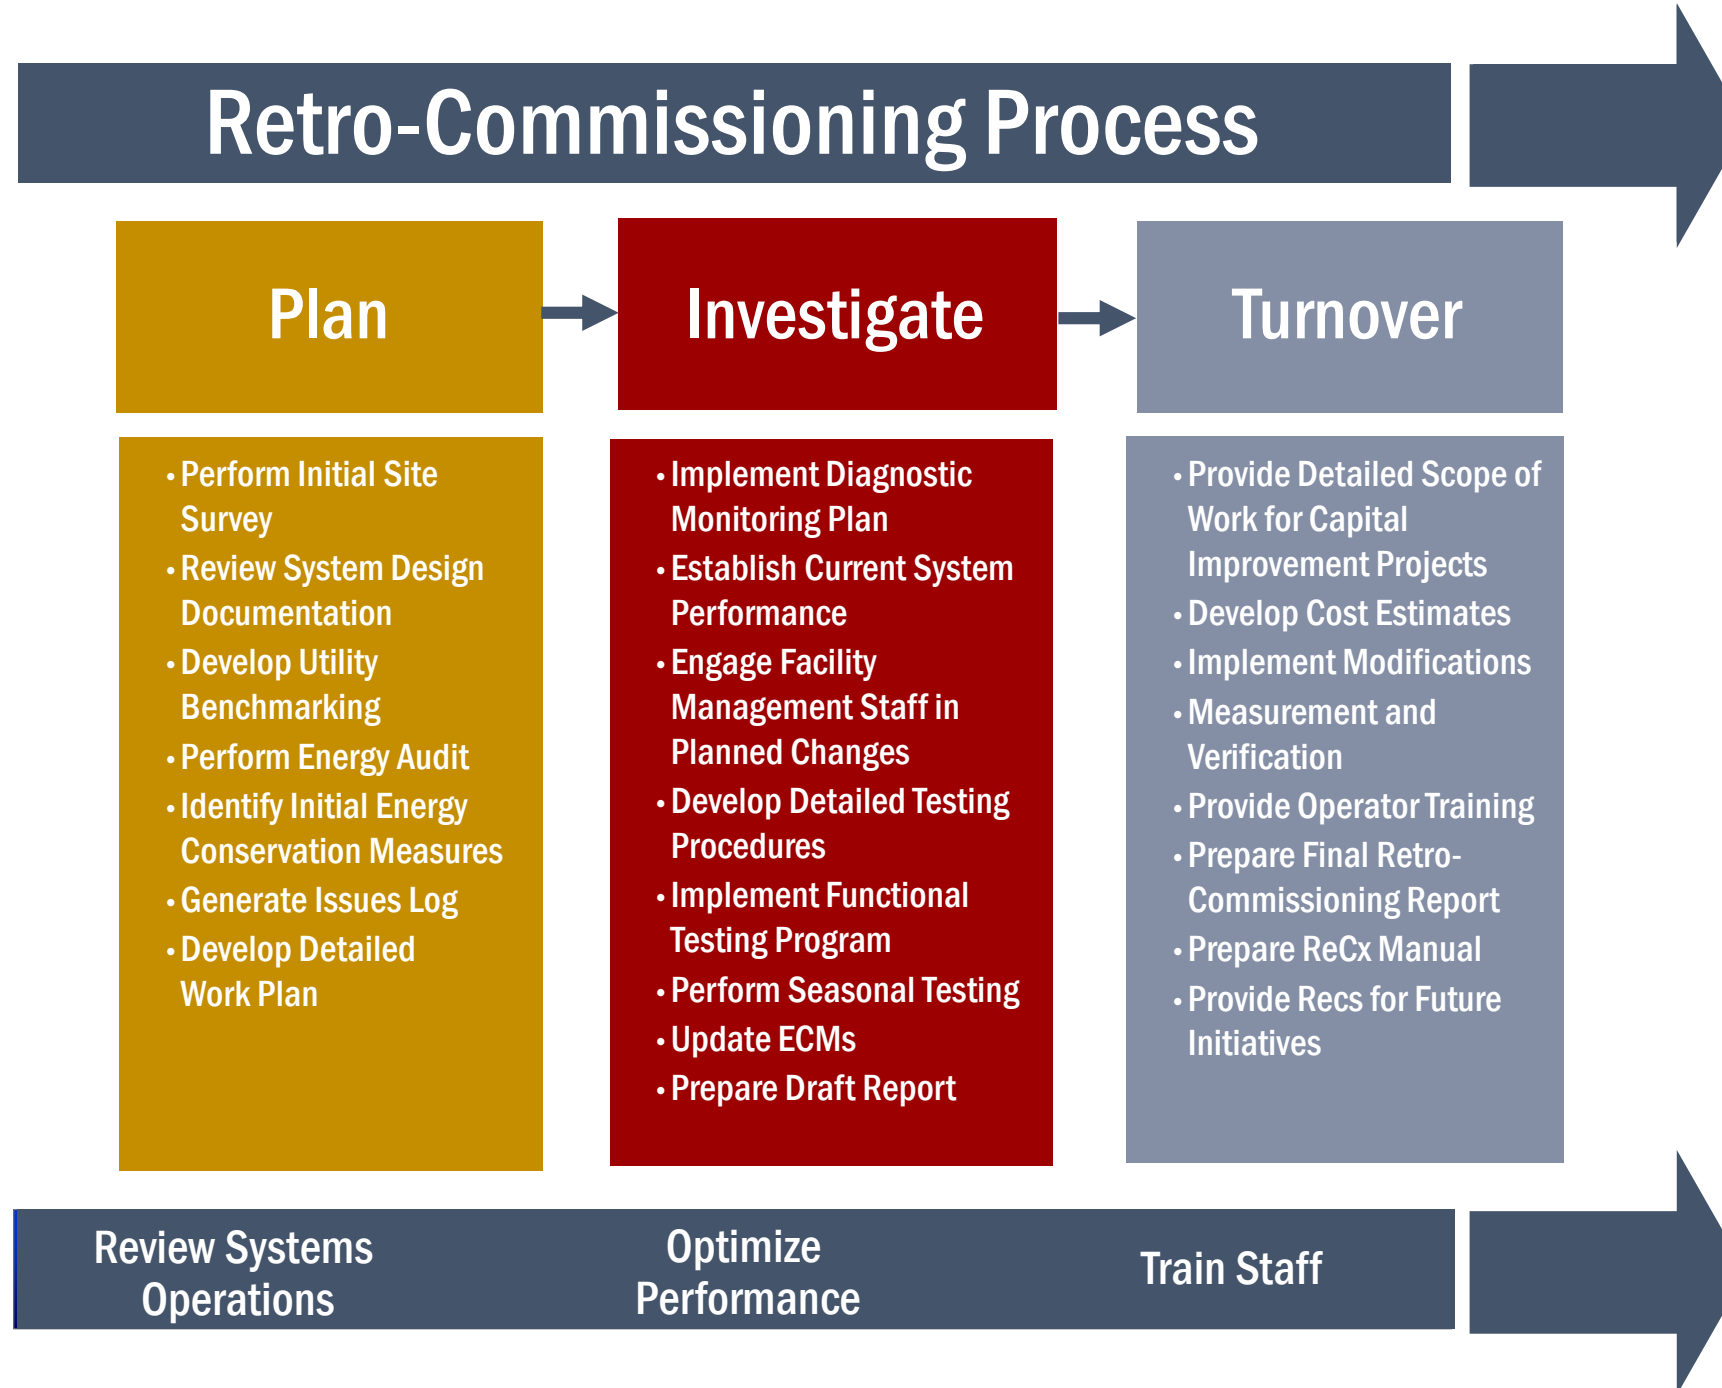 Retro-Commissioning Process
Plan
Investigate
Turnover
• Perform Initial Site
Survey
• Review System Design
Documentation
• Develop Utility
Benchmarking
• Perform Energy Audit
• Identify Initial Energy
Conservation Measures
• Generate Issues Log
• Develop Detailed
Work Plan
• Implement Diagnostic
Monitoring Plan
• Establish Current System
Performance
• Engage Facility
Management Staff in
Planned Changes
• Develop Detailed Testing
Procedures
• Implement Functional
Testing Program
• Perform Seasonal Testing
• Update ECMs
• Prepare Draft Report
• Provide Detailed Scope of
Work for Capital
Improvement Projects
• Develop Cost Estimates
• Implement Modifications
• Measurement and
Verification
• Provide Operator Training
• Prepare Final Retro-
Commissioning Report
• Prepare ReCx Manual
• Provide Recs for Future
Initiatives
Review Systems
Operations
Optimize
Performance
Train Staff